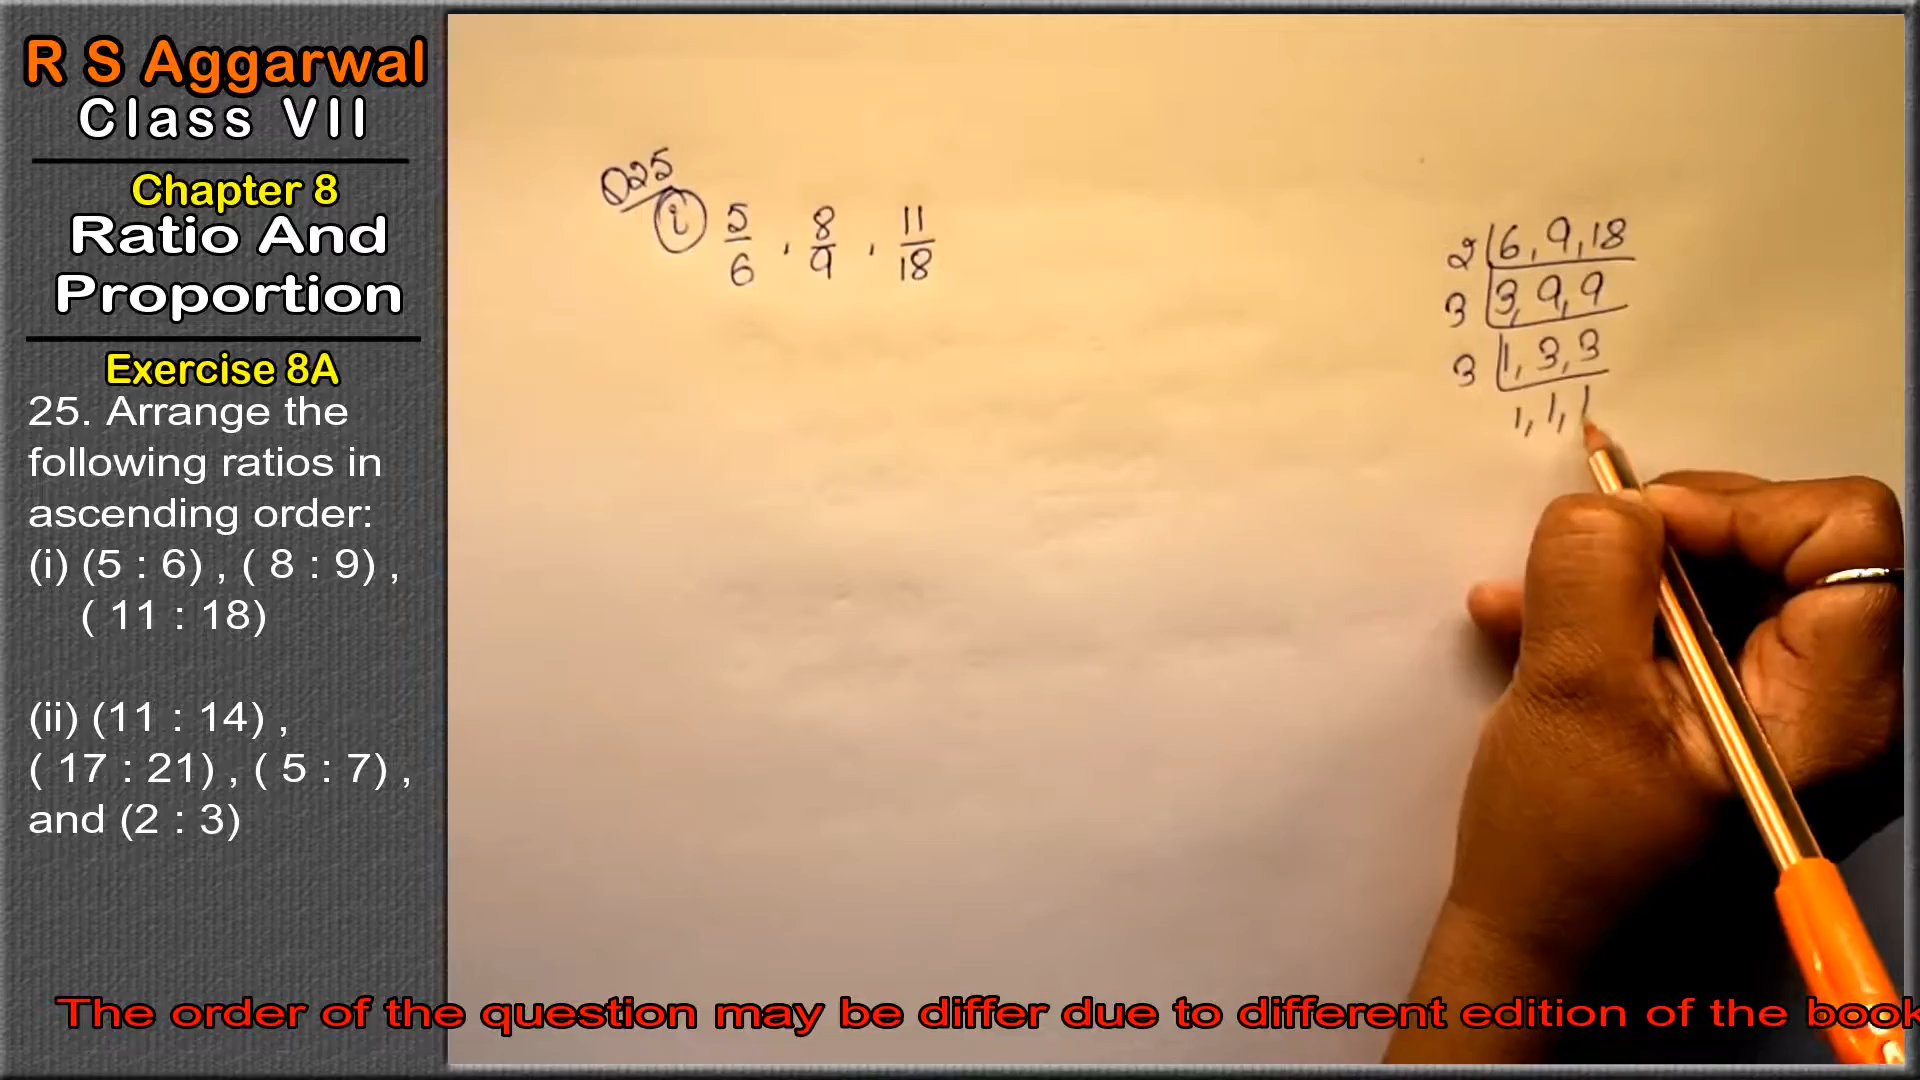 R S Aggarwal
Class VII
Chapter 8
Ratio And
Proportion
Exercise 8A
25. Arrange the
following ratios in
ascending order:
(i) (5 : 6) , ( 8 : 9) ,
( 11 : 18)
(ii) (11 : 14) ,
( 17 : 21) , ( 5 : 7) ,
and (2 : 3)
Q25
(i) 5/6 , 8/9 , 11/18
2 | 6, 9, 18
3 | 3, 9, 9
3 | 1, 3, 3
1, 1, 1
The order of the question may be differ due to different edition of the book